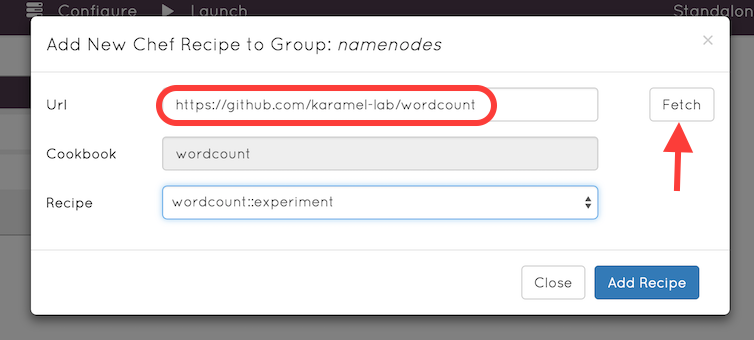 Configure Launch Standalon
Add New Chef Recipe to Group: namenodes ×
Url https://github.com/karamel-lab/wordcount Fetch
Cookbook wordcount
Recipe wordcount::experiment
Close Add Recipe